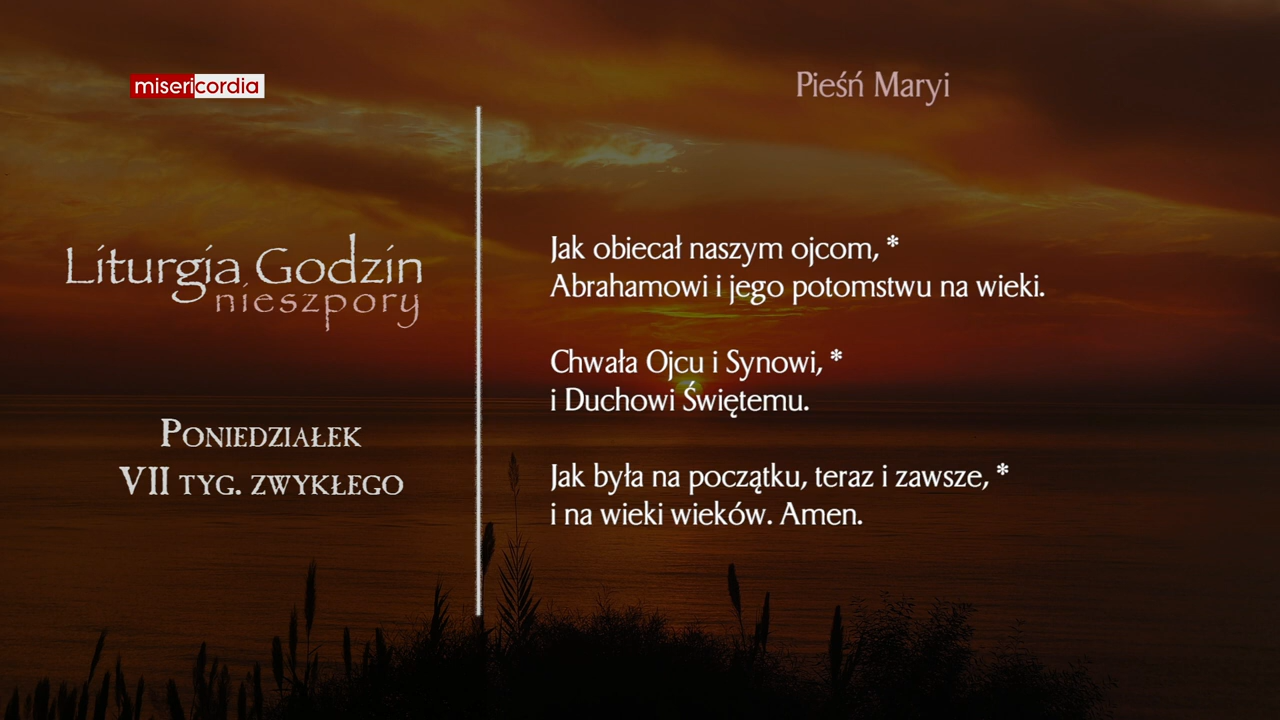 misericordia
Pieśń Maryi
Liturgia Godzin
nieszpory
Poniedziałek
VII tyg. zwykłego
Jak obiecał naszym ojcom, *
Abrahamowi i jego potomstwu na wieki.
Chwała Ojcu i Synowi, *
i Duchowi Świętemu.
Jak była na początku, teraz i zawsze, *
i na wieki wieków. Amen.